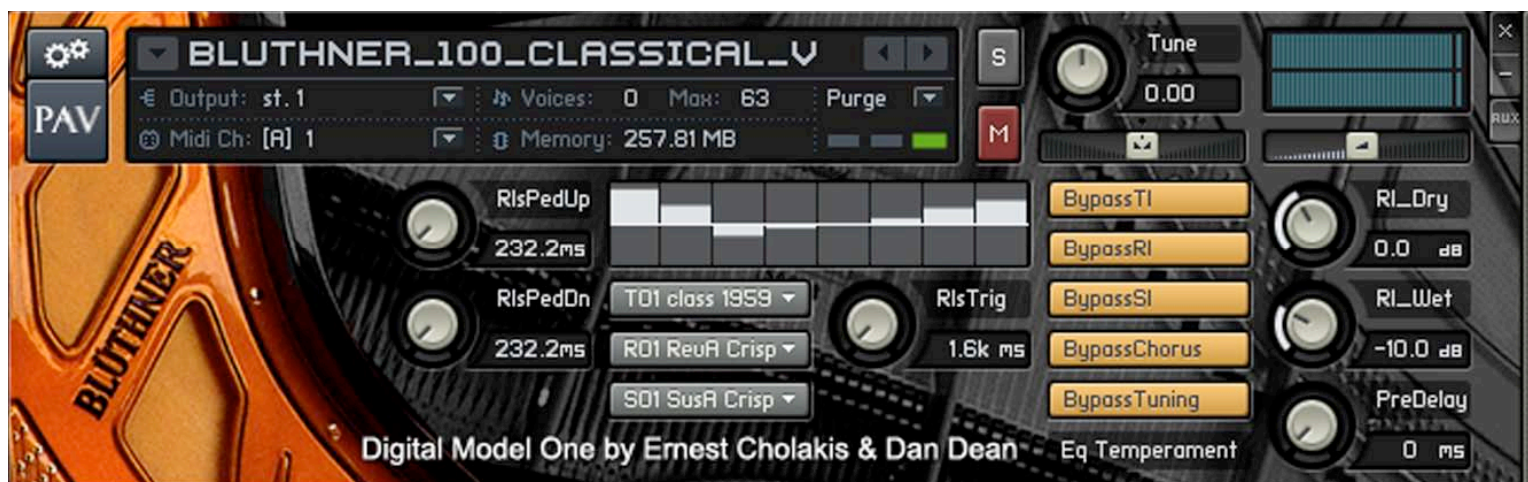 BLUTHNER_100_CLASSICAL_V
S
Tune
0.00
x
-
AUX
PAV
Output: st. 1
Voices: 0 Max: 63
Purge
Midi Ch: [A] 1
Memory: 257.81 MB
M
BLÜTHNER
RlsPedUp
232.2ms
BypassTI
RI_Dry
0.0 dB
BypassRI
RlsPedDn
232.2ms
T01 class 1959
RlsTrig
1.6k ms
BypassSI
RI_Wet
-10.0 dB
R01 RevA Crisp
BypassChorus
S01 SusA Crisp
BypassTuning
PreDelay
0 ms
Digital Model One by Ernest Cholakis & Dan Dean
Eq Temperament